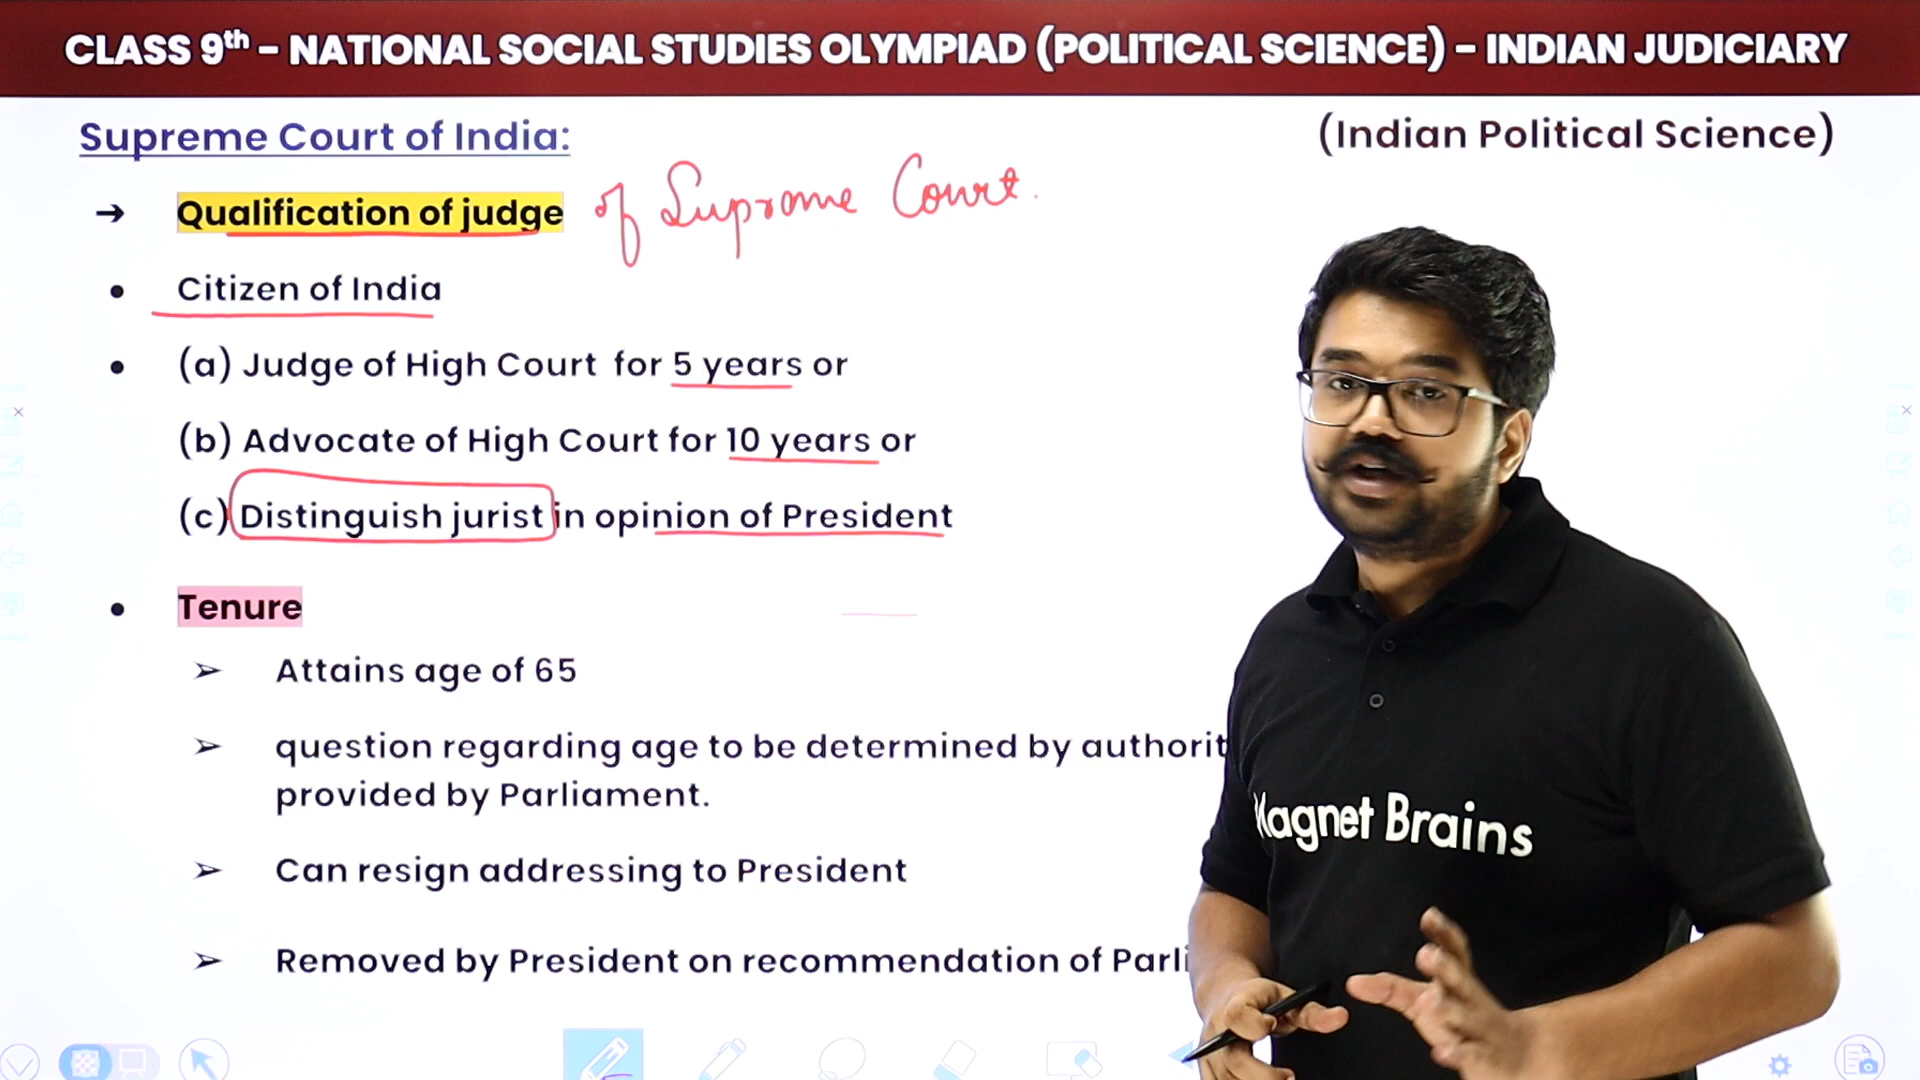 CLASS 9th – NATIONAL SOCIAL STUDIES OLYMPIAD (POLITICAL SCIENCE) – INDIAN JUDICIARY
Supreme Court of India:
(Indian Political Science)
➔ Qualification of judge of Supreme Court.
• Citizen of India
• (a) Judge of High Court for 5 years or
(b) Advocate of High Court for 10 years or
(c) Distinguish jurist in opinion of President
• Tenure
➢ Attains age of 65
➢ question regarding age to be determined by authorit
provided by Parliament.
➢ Can resign addressing to President
➢ Removed by President on recommendation of Parli
Magnet Brains